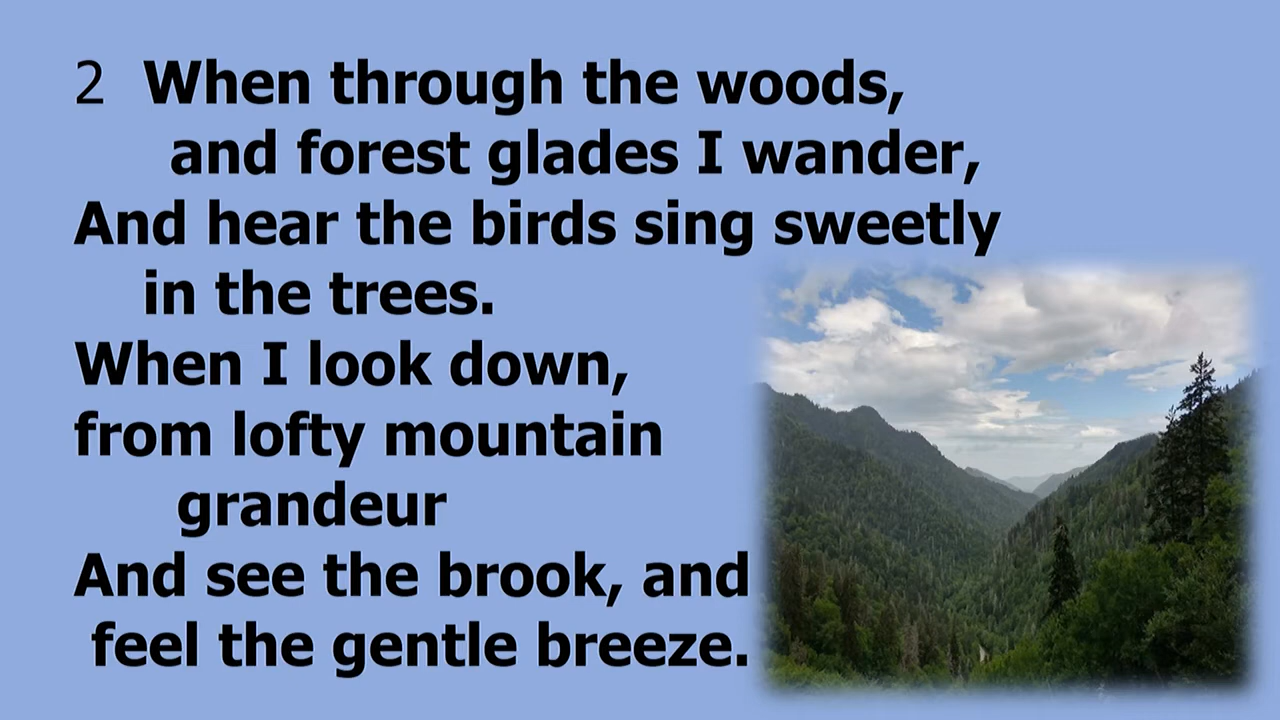 2 When through the woods,
and forest glades I wander,
And hear the birds sing sweetly
in the trees.
When I look down,
from lofty mountain
grandeur
And see the brook, and
feel the gentle breeze.